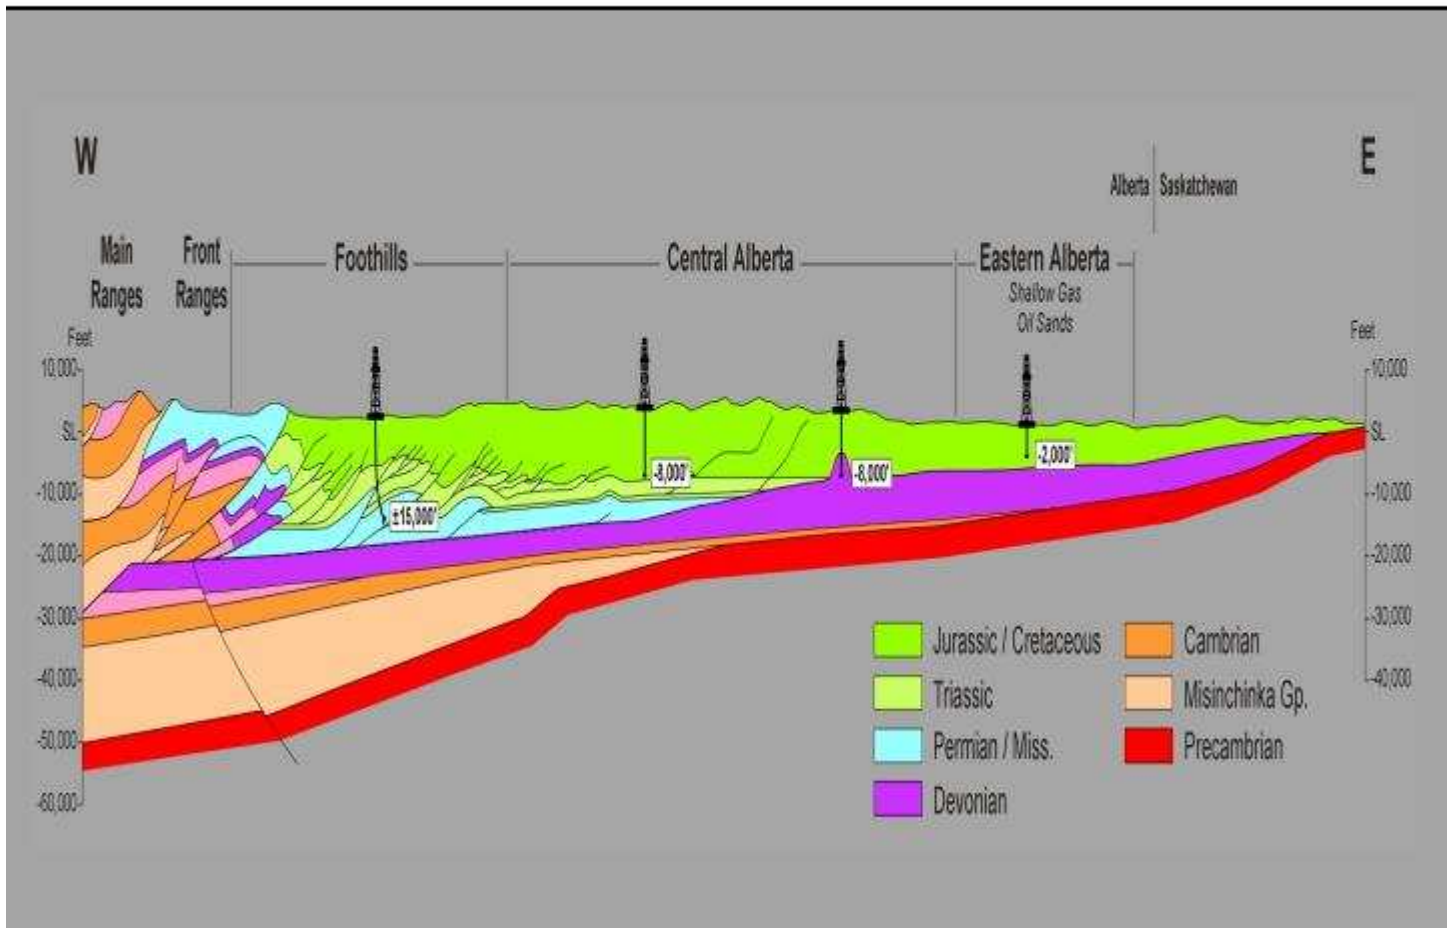 W
E
Alberta | Saskatchewan
Main
Ranges
Front
Ranges
Foothills
Central Alberta
Eastern Alberta
Shallow Gas
Oil Sands
Feet
10,000
SL
-10,000
-20,000
-30,000
-40,000
-50,000
-60,000
Feet
10,000
SL
-10,000
-20,000
-30,000
-40,000
±15,000'
-8,000'
-8,000'
-2,000'
Jurassic / Cretaceous
Triassic
Permian / Miss.
Devonian
Cambrian
Misinchinka Gp.
Precambrian